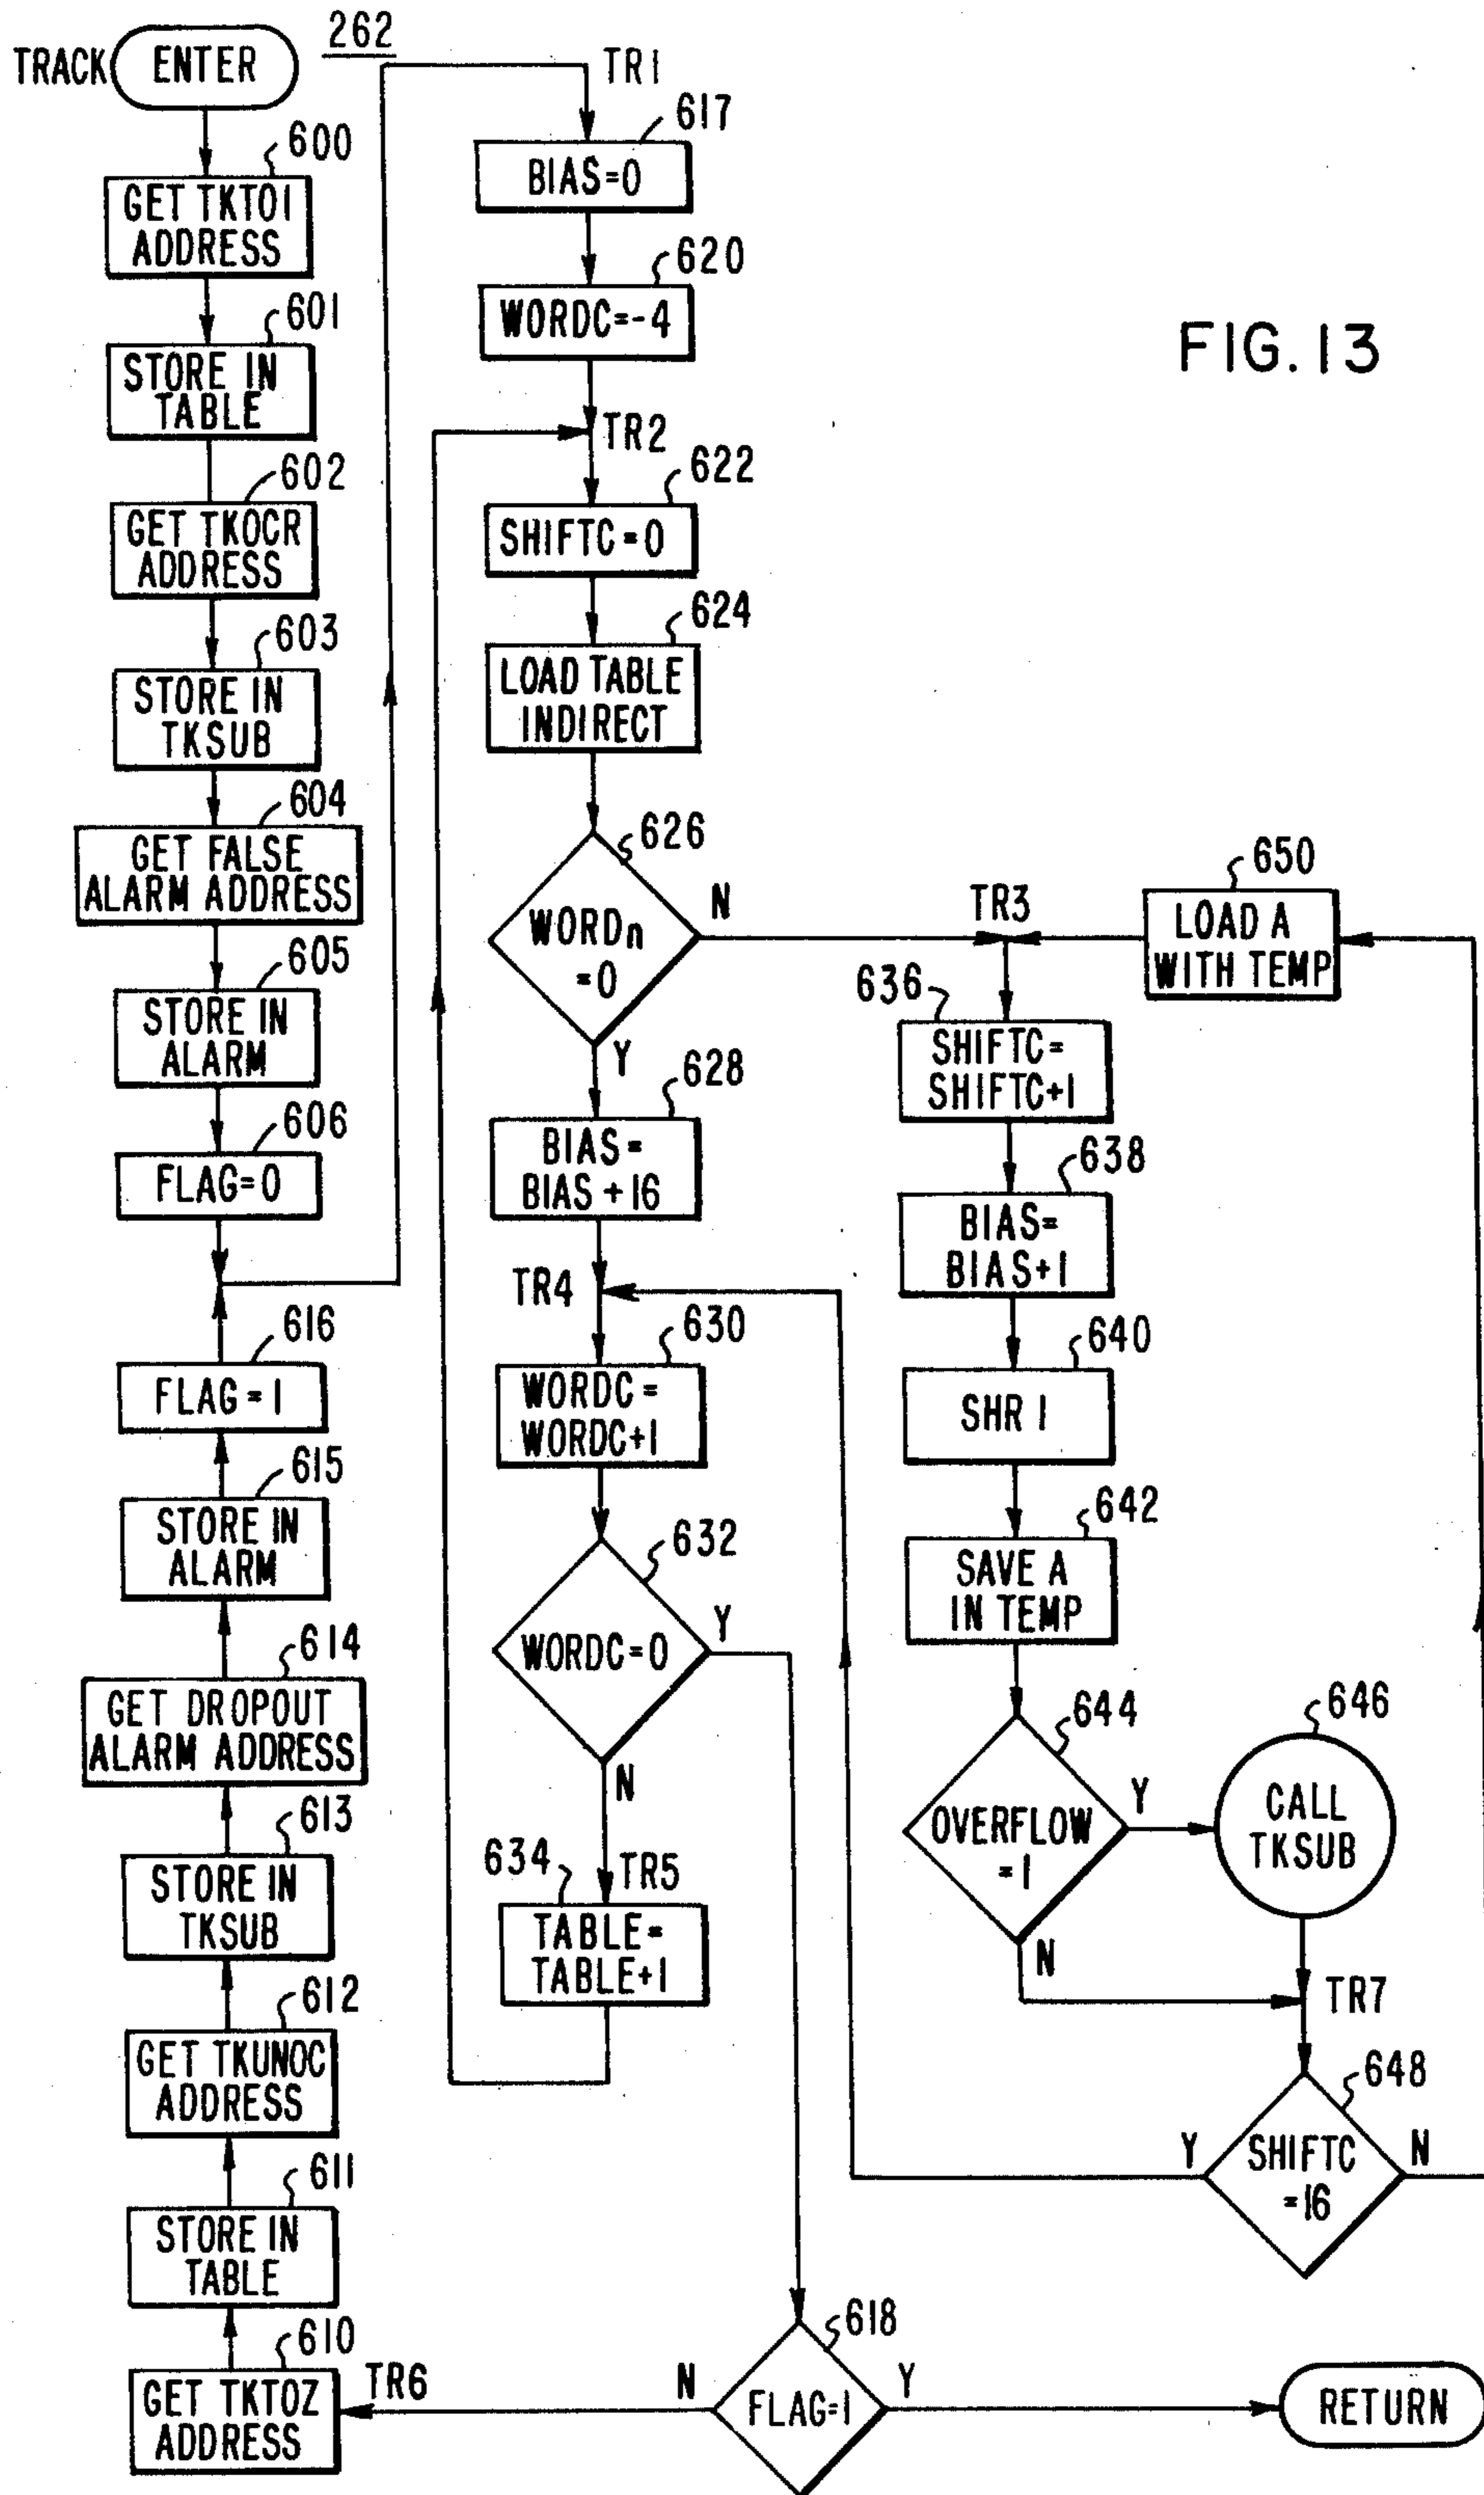 TRACK
ENTER
262
600
GET TKTO1
ADDRESS
601
STORE IN
TABLE
602
GET TKOCR
ADDRESS
603
STORE IN
TKSUB
604
GET FALSE
ALARM ADDRESS
605
STORE IN
ALARM
606
FLAG=0
616
FLAG=1
615
STORE IN
ALARM
614
GET DROPOUT
ALARM ADDRESS
613
STORE IN
TKSUB
612
GET TKUNOC
ADDRESS
611
STORE IN
TABLE
610
GET TKTOZ
ADDRESS
TR6
TR1
617
BIAS=0
620
WORDC=-4
TR2
622
SHIFTC=0
624
LOAD TABLE
INDIRECT
626
WORDn
=0
N
Y
628
BIAS=
BIAS+16
TR4
630
WORDC=
WORDC+1
632
WORDC=0
Y
N
634
TR5
TABLE=
TABLE+1
618
N
FLAG=1
Y
RETURN
FIG. 13
TR3
650
LOAD A
WITH TEMP
636
SHIFTC=
SHIFTC+1
638
BIAS=
BIAS+1
640
SHR 1
642
SAVE A
IN TEMP
644
OVERFLOW
=1
Y
N
646
CALL
TKSUB
TR7
648
Y
SHIFTC
=16
N